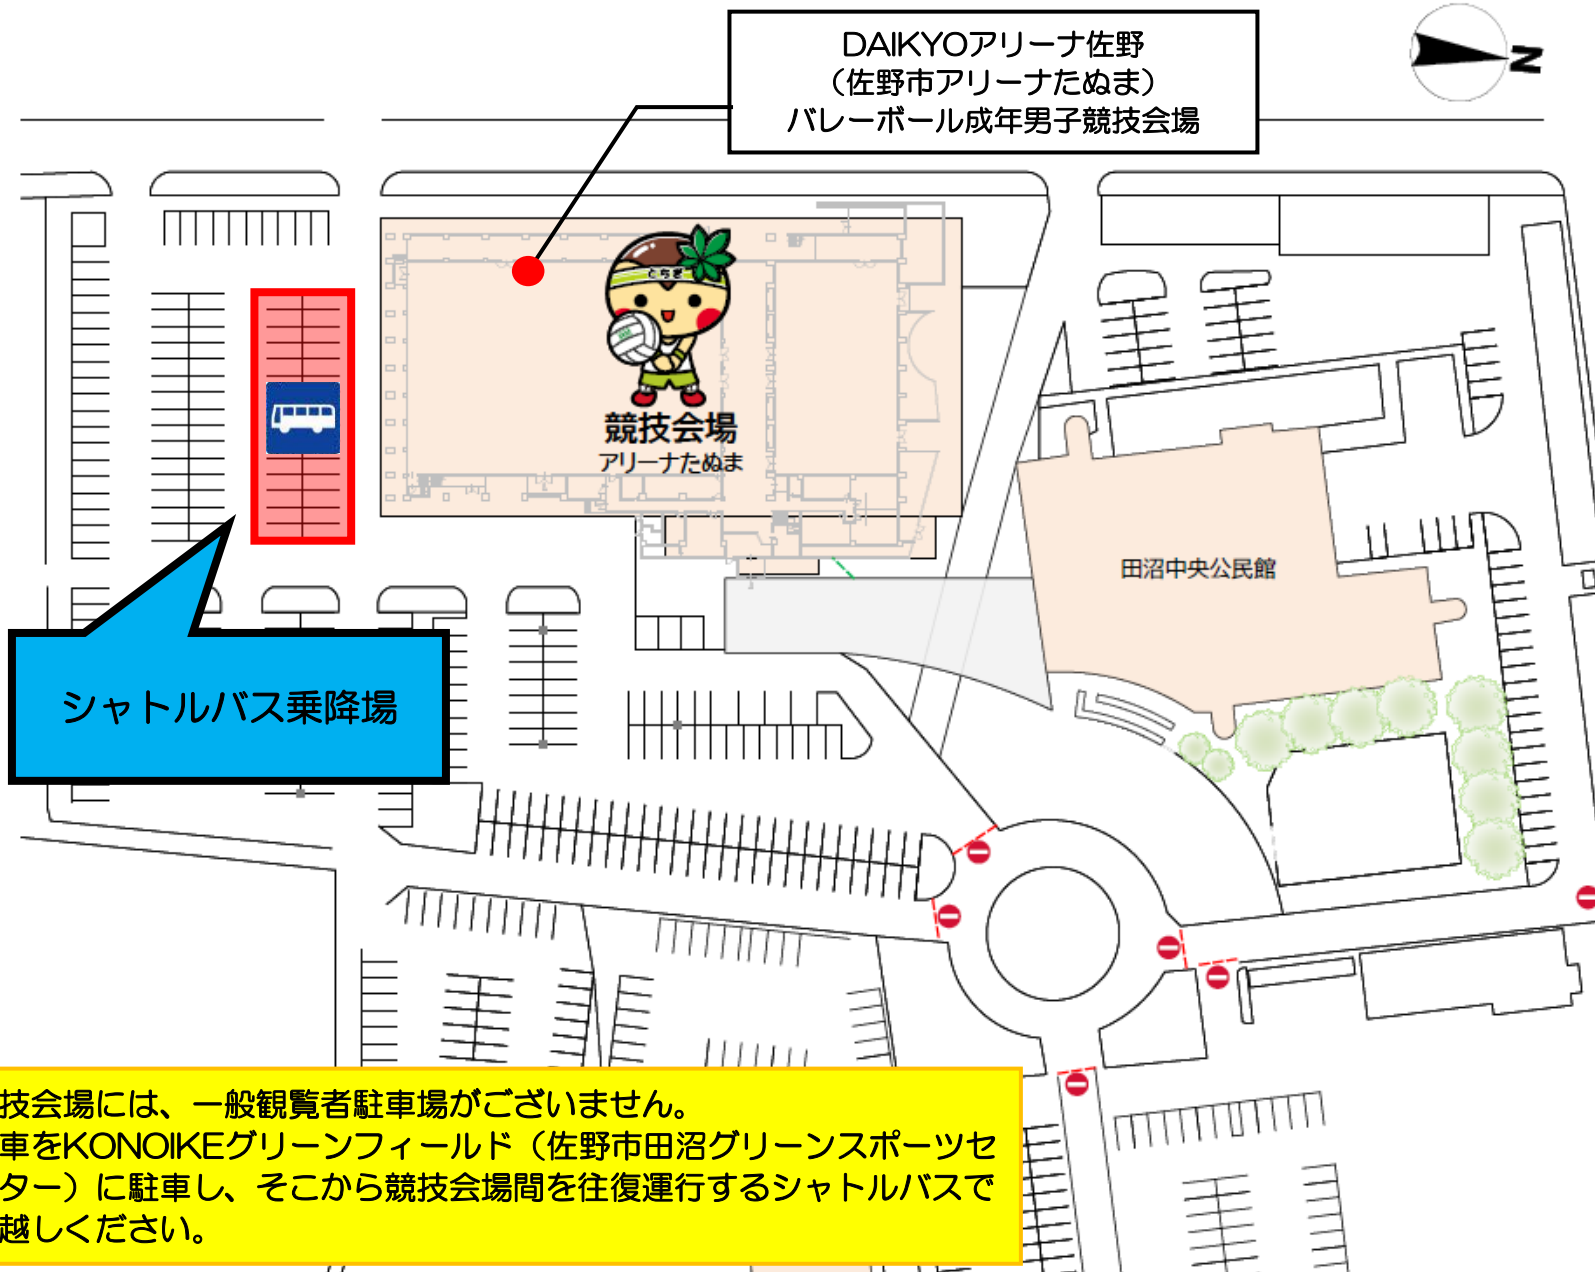 DAIKYOアリーナ佐野
（佐野市アリーナたぬま）
バレーボール成年男子競技会場
N
とちぎ
競技会場
アリーナたぬま
田沼中央公民館
シャトルバス乗降場
技会場には、一般観覧者駐車場がございません。
車をKONOIKEグリーンフィールド（佐野市田沼グリーンスポーツセ
ター）に駐車し、そこから競技会場間を往復運行するシャトルバスで
越しください。